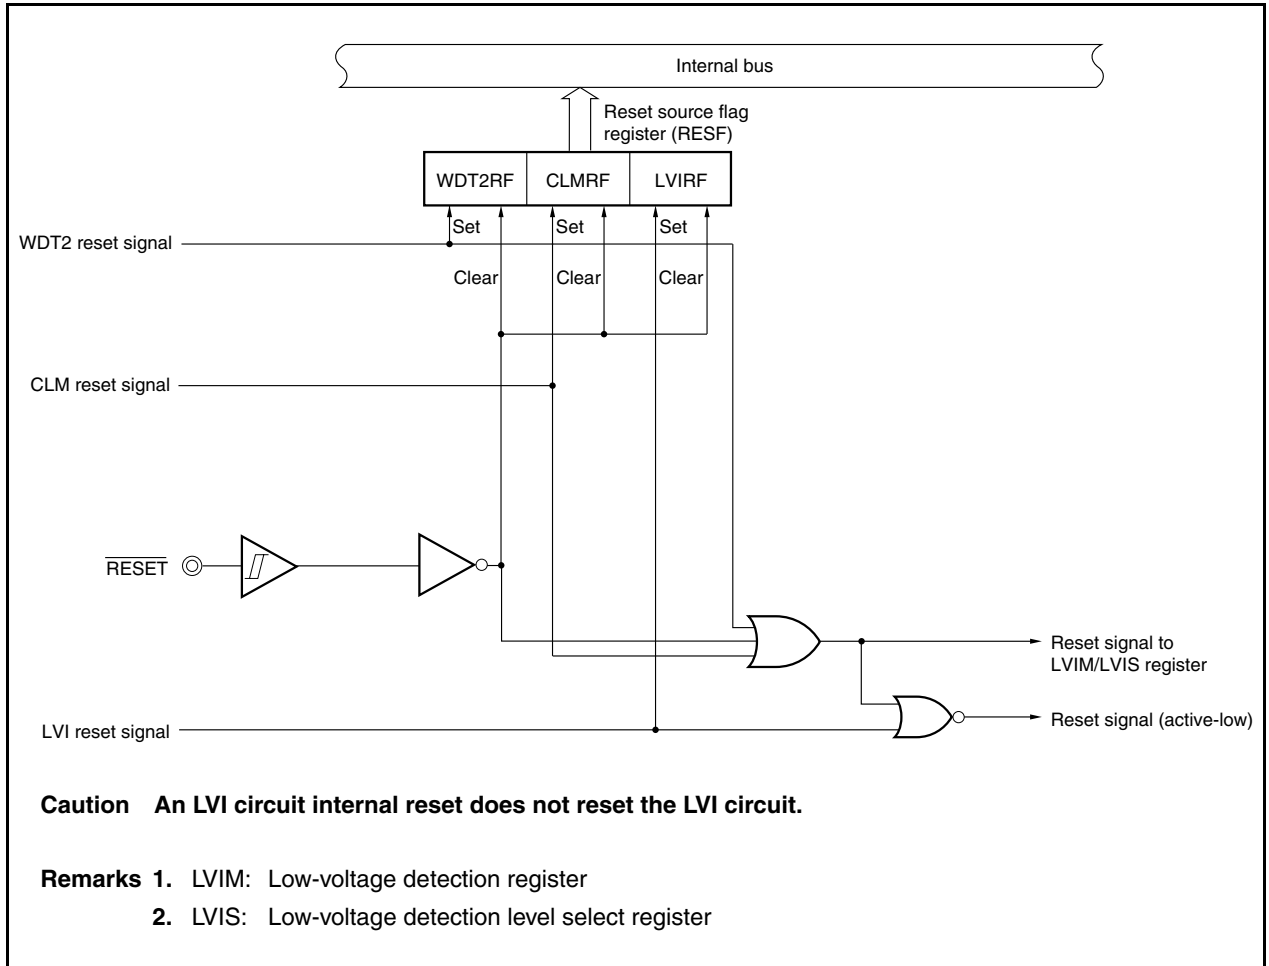 Internal bus
Reset source flag
register (RESF)
WDT2RF CLMRF LVIRF
Set Set Set
WDT2 reset signal
Clear Clear Clear
CLM reset signal
RESET
Reset signal to
LVIM/LVIS register
Reset signal (active-low)
LVI reset signal
Caution An LVI circuit internal reset does not reset the LVI circuit.
Remarks 1. LVIM: Low-voltage detection register
2. LVIS: Low-voltage detection level select register